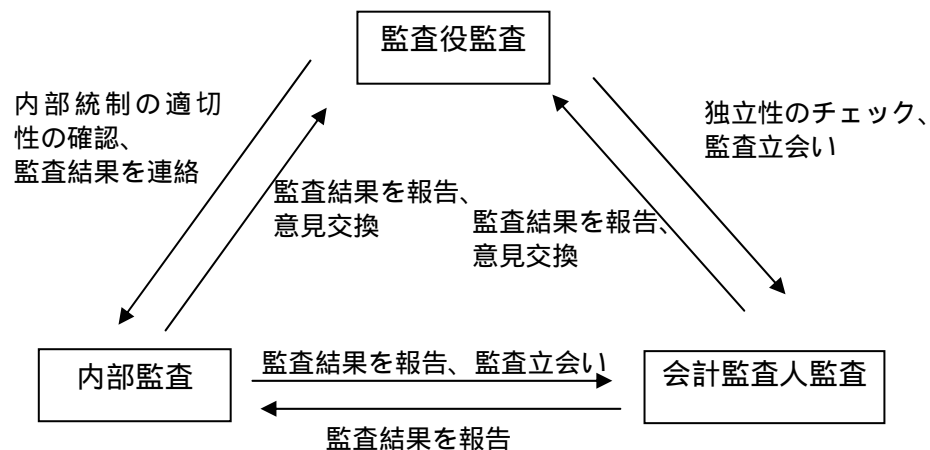 監査役監査
内部統制の適切
性の確認、
監査結果を連絡
独立性のチェック、
監査立会い
監査結果を報告、
意見交換
監査結果を報告、
意見交換
内部監査
監査結果を報告、監査立会い
会計監査人監査
監査結果を報告